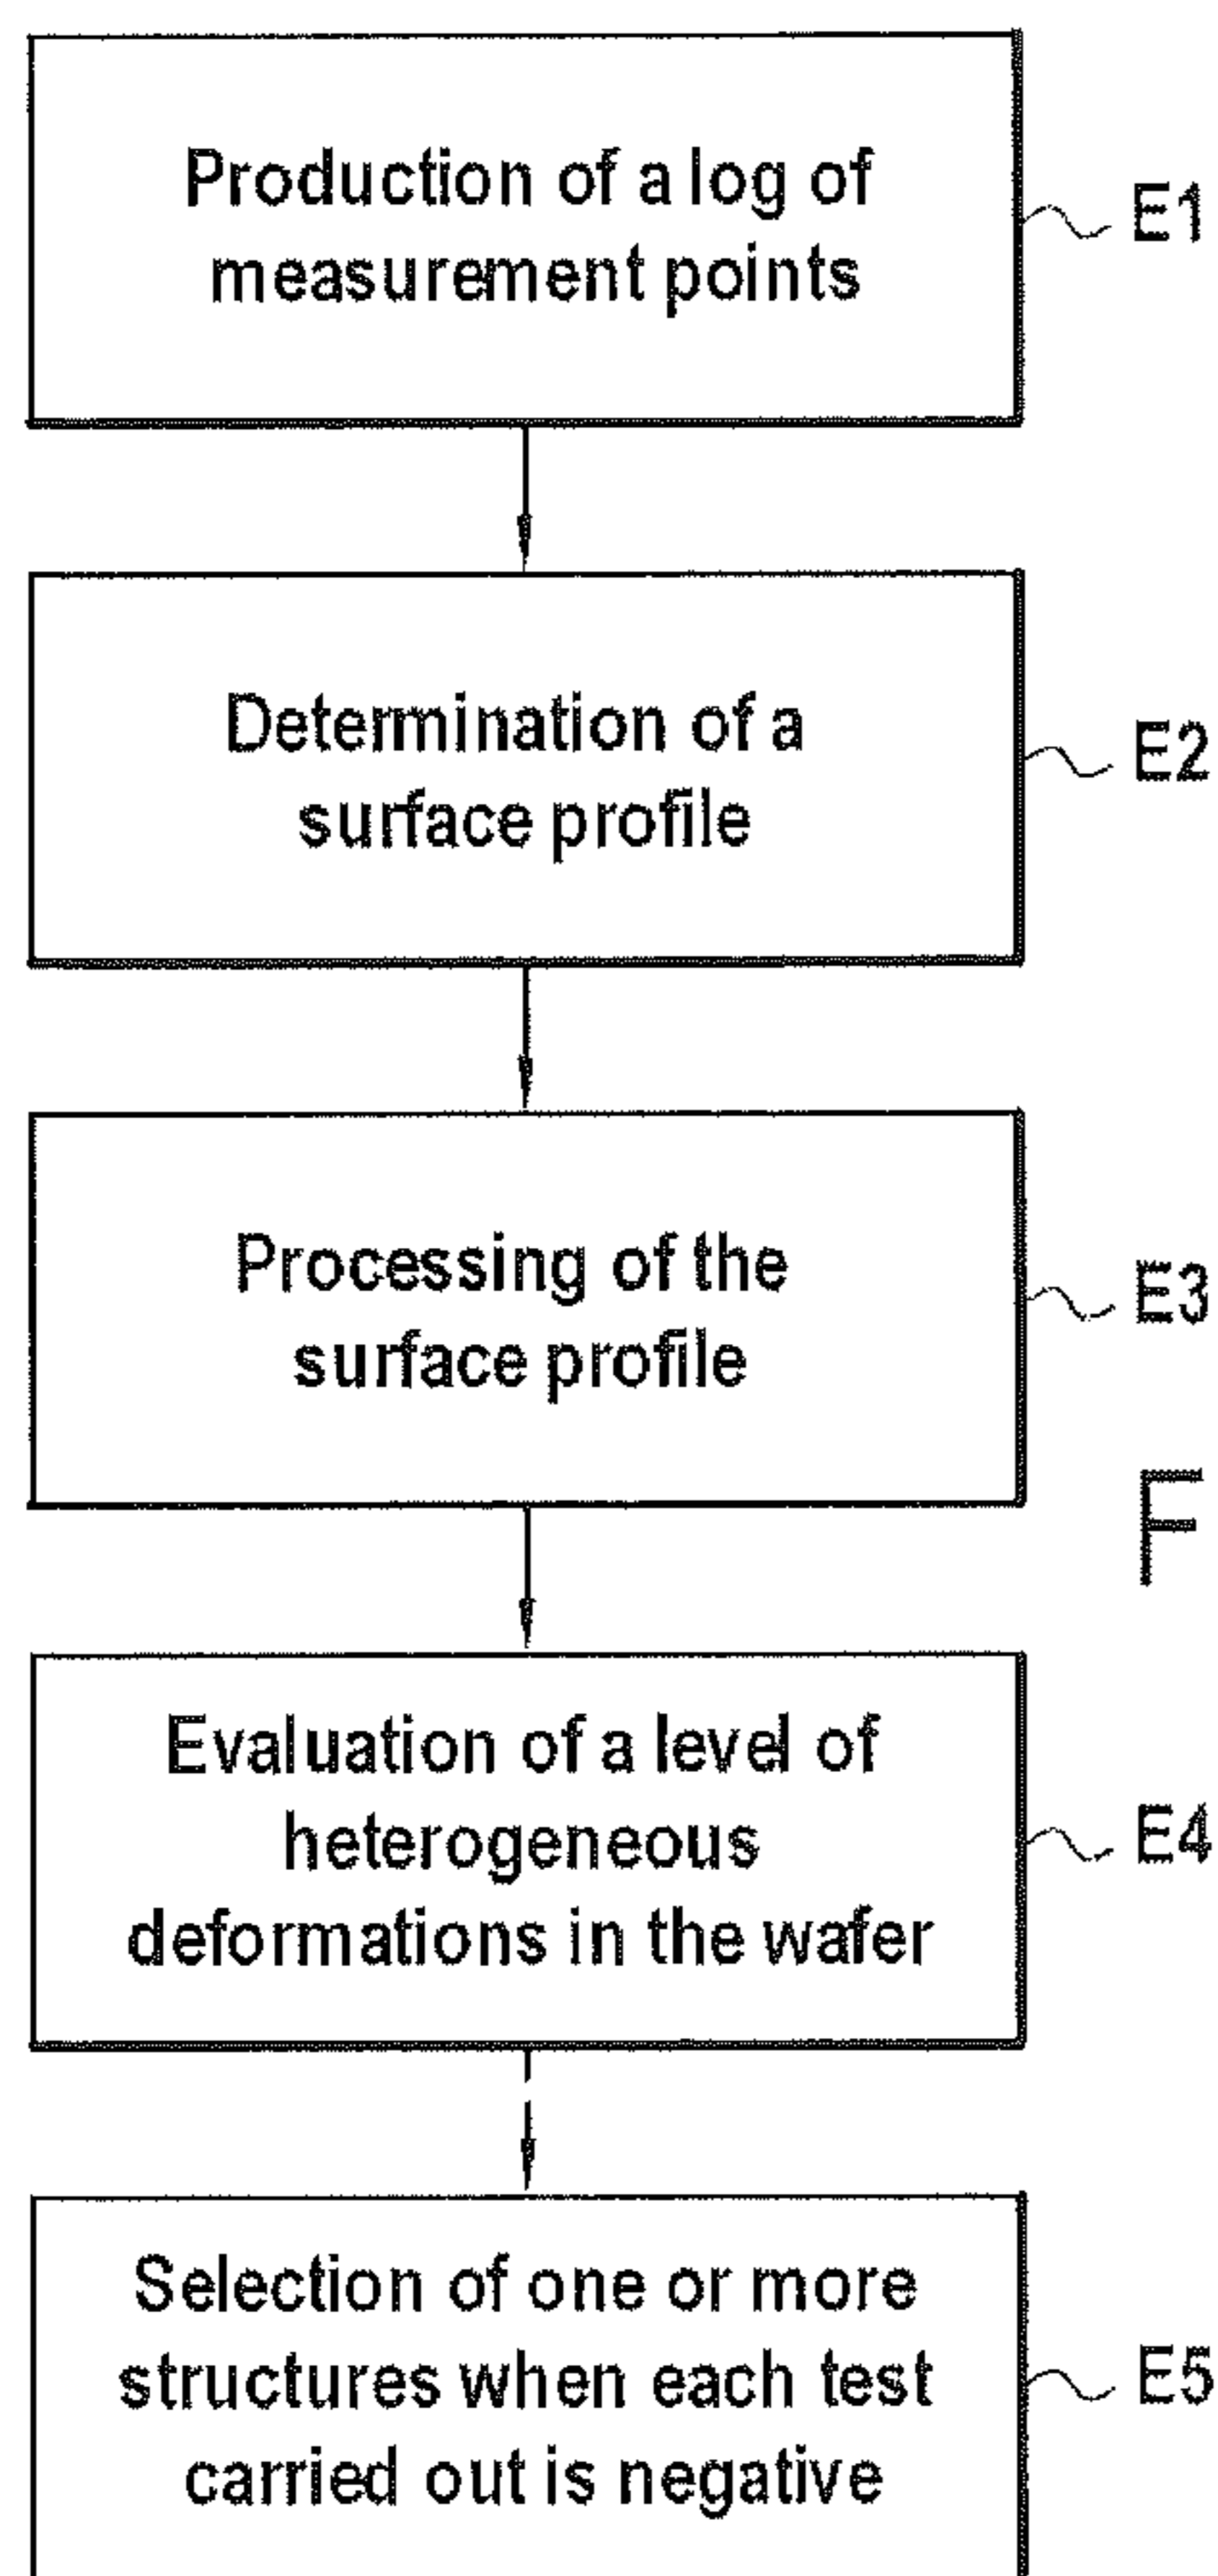 Production of a log of
measurement points
E1
Determination of a
surface profile
E2
Processing of the
surface profile
E3
F
Evaluation of a level of
heterogeneous
deformations in the wafer
E4
Selection of one or more
structures when each test
carried out is negative
E5